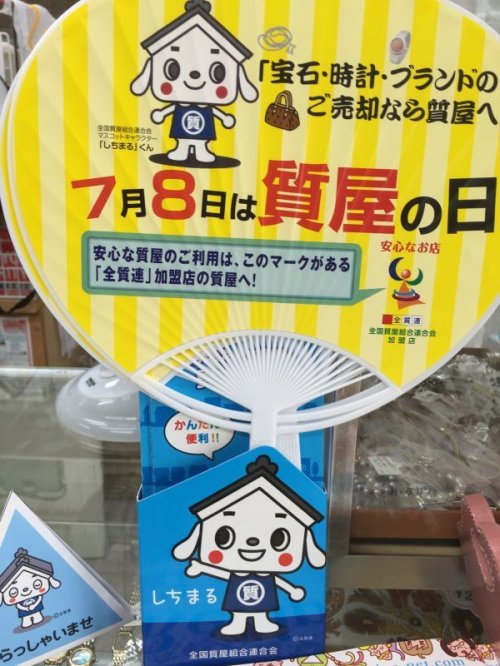 「宝石・時計・ブランドの
ご売却なら質屋へ
質
全国質屋組合連合会
マスコットキャラクター
「しちまる」くん
7月8日は質屋の日
安心な質屋のご利用は、このマークがある
「全質連」加盟店の質屋へ!
安心なお店
全質連
全国質屋組合連合会
加盟店
かんたん
便利!!
しちまる
質
全国質屋組合連合会
らっしゃいませ